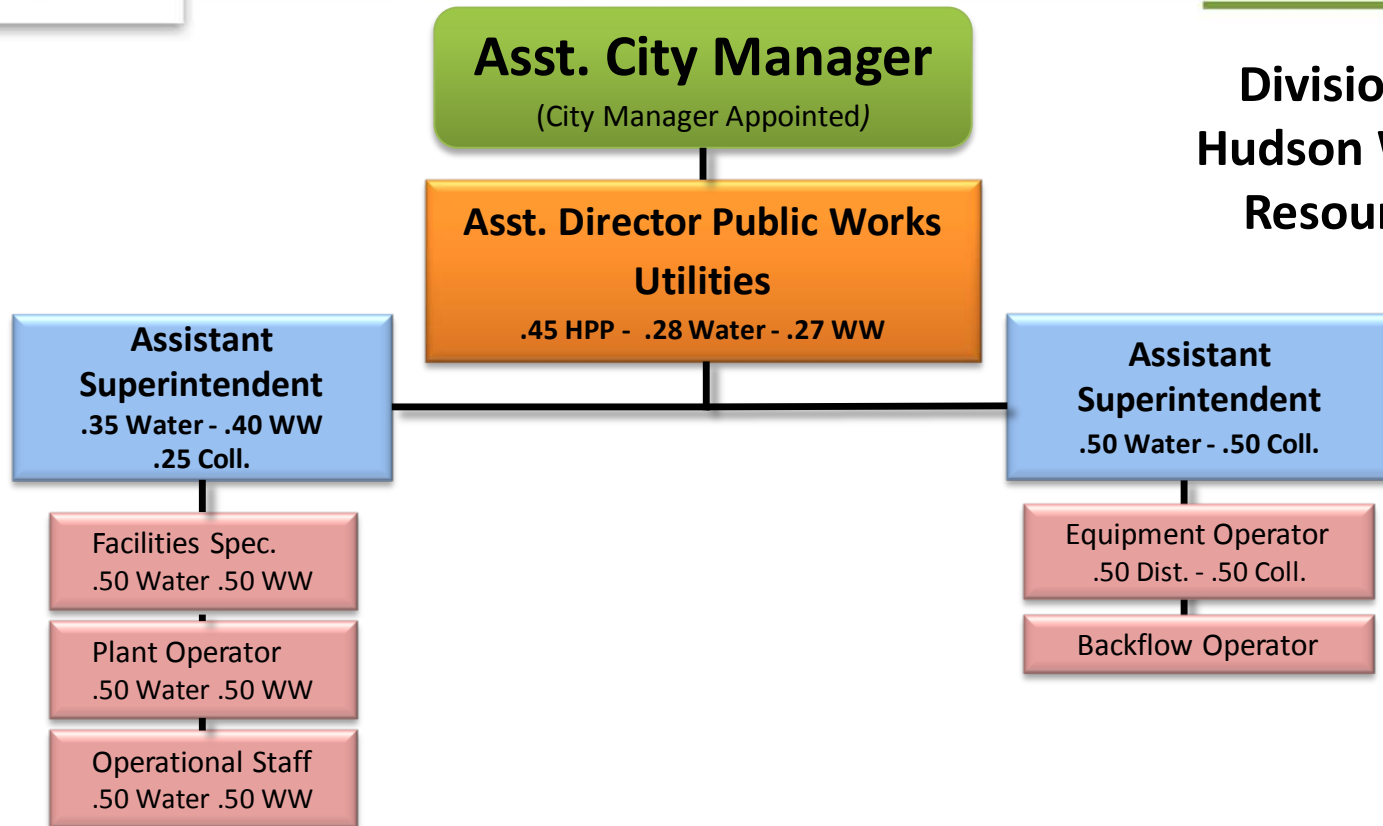 Asst. City Manager
(City Manager Appointed)
Hudson
Asst. Director Public Works
Utilities
.45 HPP - .28 Water - .27 WW
Assistant
Superintendent
.35 Water - .40 WW
.25 Coll.
Assistant
Superintendent
.50 Water - .50 Coll.
Facilities Spec.
.50 Water .50 WW
Plant Operator
.50 Water .50 WW
Operational Staff
.50 Water .50 WW
Equipment Operator
.50 Dist. - .50 Coll.
Backflow Operator